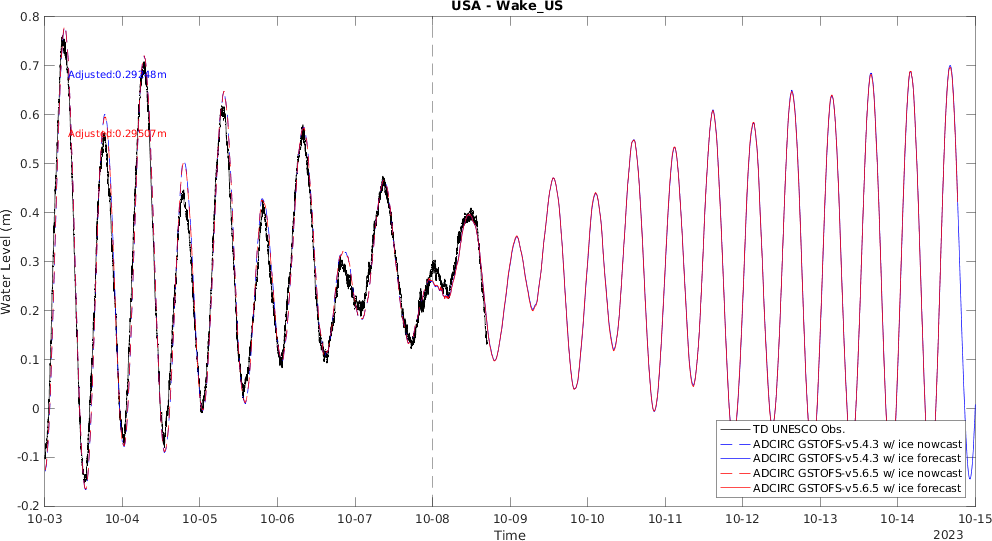 USA - Wake_US
0.8
0.7
0.6
0.5
0.4
0.3
0.2
0.1
0
-0.1
-0.2
Water Level (m)
Adjusted:0.29248m
Adjusted:0.29507m
TD UNESCO Obs.
ADCIRC GSTOFS-v5.4.3 w/ ice nowcast
ADCIRC GSTOFS-v5.4.3 w/ ice forecast
ADCIRC GSTOFS-v5.6.5 w/ ice nowcast
ADCIRC GSTOFS-v5.6.5 w/ ice forecast
10-03 10-04 10-05 10-06 10-07 10-08 10-09 10-10 10-11 10-12 10-13 10-14 10-15
Time
2023